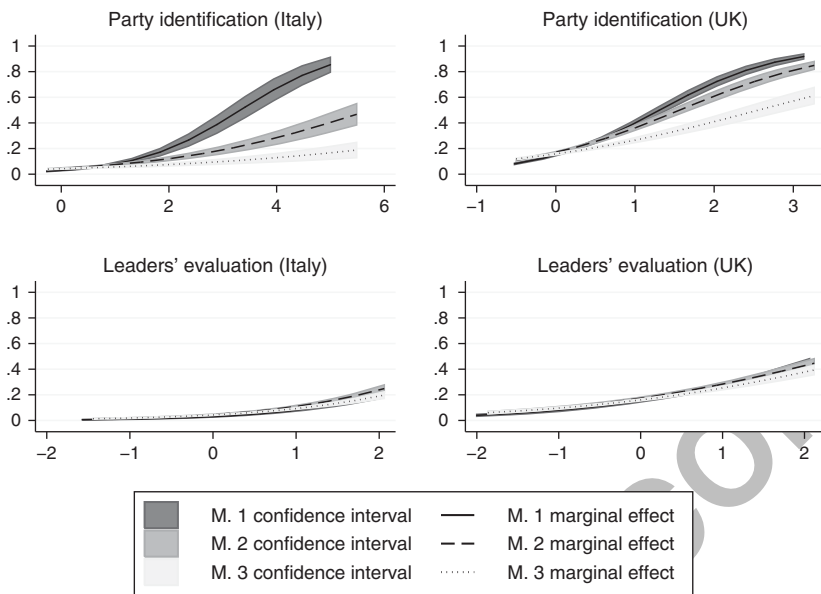 Party identification (Italy)
1
.8
.6
.4
.2
0
0 2 4 6
Party identification (UK)
1
.8
.6
.4
.2
0
−1 0 1 2 3
Leaders' evaluation (Italy)
1
.8
.6
.4
.2
0
−2 −1 0 1 2
Leaders' evaluation (UK)
1
.8
.6
.4
.2
0
−2 −1 0 1 2
M. 1 confidence interval M. 1 marginal effect
M. 2 confidence interval M. 2 marginal effect
M. 3 confidence interval M. 3 marginal effect